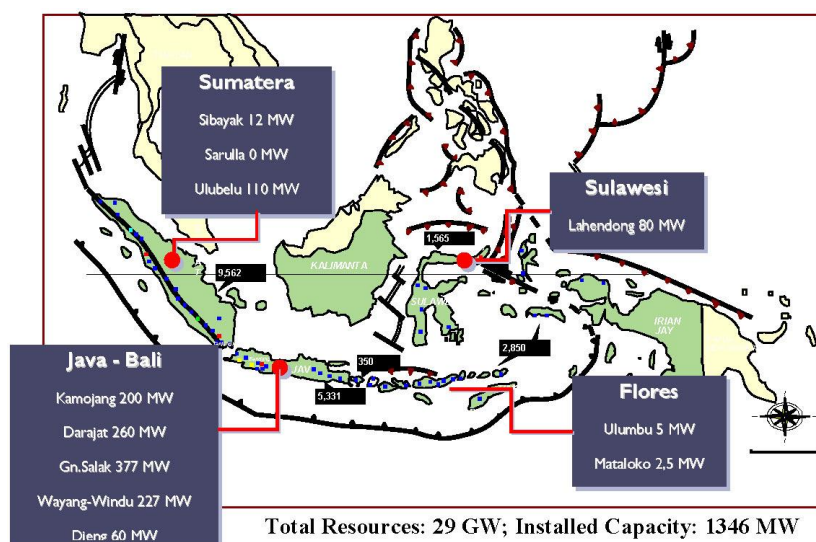 Sumatera
Sibayak 12 MW
Sarulla 0 MW
Ulubelu 110 MW
Sulawesi
Lahendong 80 MW
1,565
KALIMANTA
9,562
SULAW
IRIAN
JAY
2,850
350
JAV
5,331
Java - Bali
Kamojang 200 MW
Darajat 260 MW
Gn.Salak 377 MW
Wayang-Windu 227 MW
Dieng 60 MW
Flores
Ulumbu 5 MW
Mataloko 2,5 MW
Total Resources: 29 GW; Installed Capacity: 1346 MW